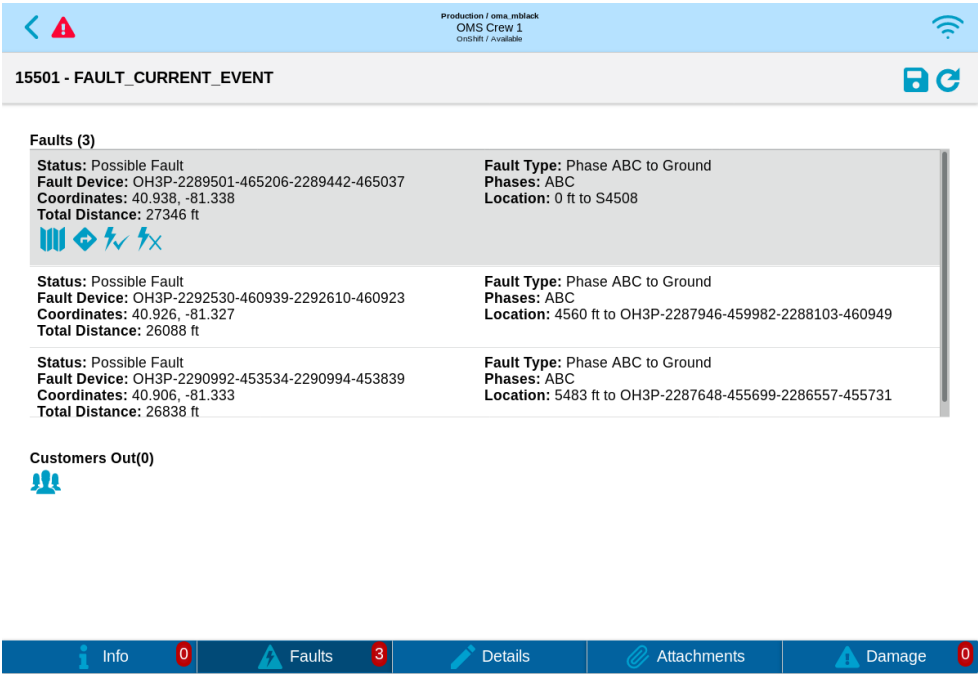 Production / oma_mblack
OMS Crew 1
OnShift / Available
15501 - FAULT_CURRENT_EVENT
Faults (3)
Status: Possible Fault
Fault Device: OH3P-2289501-465206-2289442-465037
Coordinates: 40.938, -81.338
Total Distance: 27346 ft
Fault Type: Phase ABC to Ground
Phases: ABC
Location: 0 ft to S4508
Status: Possible Fault
Fault Device: OH3P-2292530-460939-2292610-460923
Coordinates: 40.926, -81.327
Total Distance: 26088 ft
Fault Type: Phase ABC to Ground
Phases: ABC
Location: 4560 ft to OH3P-2287946-459982-2288103-460949
Status: Possible Fault
Fault Device: OH3P-2290992-453534-2290994-453839
Coordinates: 40.906, -81.333
Total Distance: 26838 ft
Fault Type: Phase ABC to Ground
Phases: ABC
Location: 5483 ft to OH3P-2287648-455699-2286557-455731
Customers Out(0)
Info 0
Faults 3
Details
Attachments
Damage 0